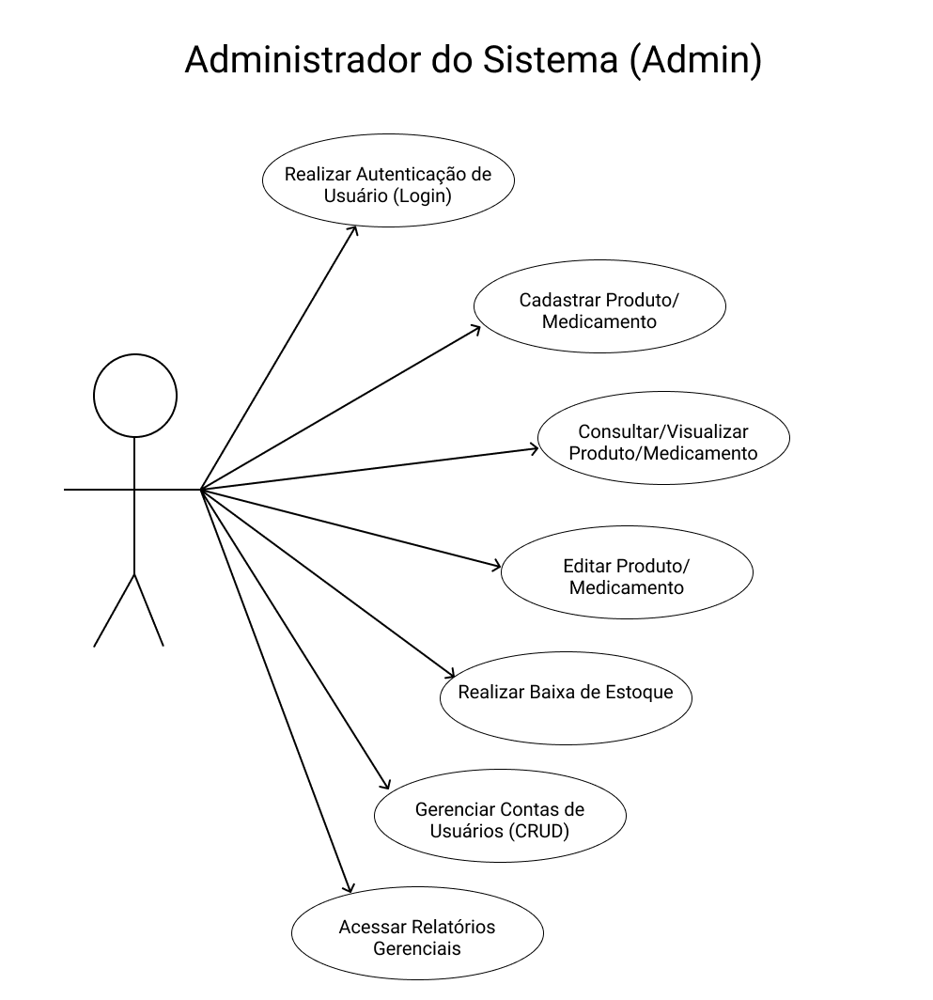 Administrador do Sistema (Admin)
Realizar Autenticação de
Usuário (Login)
Cadastrar Produto/
Medicamento
Consultar/Visualizar
Produto/Medicamento
Editar Produto/
Medicamento
Realizar Baixa de Estoque
Gerenciar Contas de
Usuários (CRUD)
Acessar Relatórios
Gerenciais